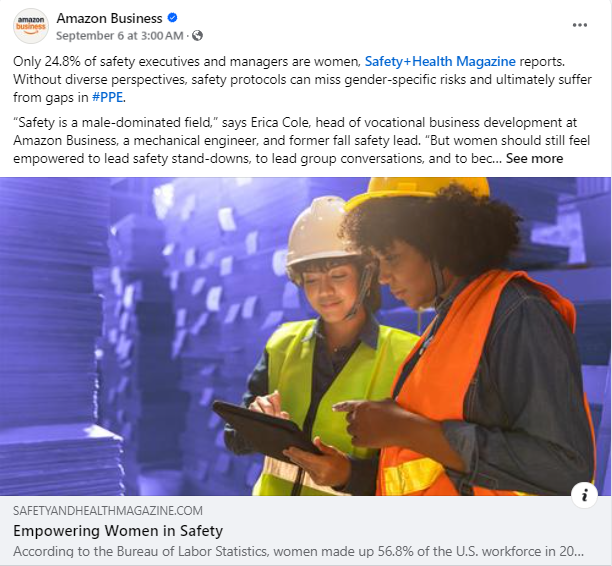 amazon
business
Amazon Business
September 6 at 3:00 AM ·
Only 24.8% of safety executives and managers are women, Safety+Health Magazine reports.
Without diverse perspectives, safety protocols can miss gender-specific risks and ultimately suffer
from gaps in #PPE.
“Safety is a male-dominated field,” says Erica Cole, head of vocational business development at
Amazon Business, a mechanical engineer, and former fall safety lead. “But women should still feel
empowered to lead safety stand-downs, to lead group conversations, and to bec... See more
SAFETYANDHEALTHMAGAZINE.COM
Empowering Women in Safety
According to the Bureau of Labor Statistics, women made up 56.8% of the U.S. workforce in 20...